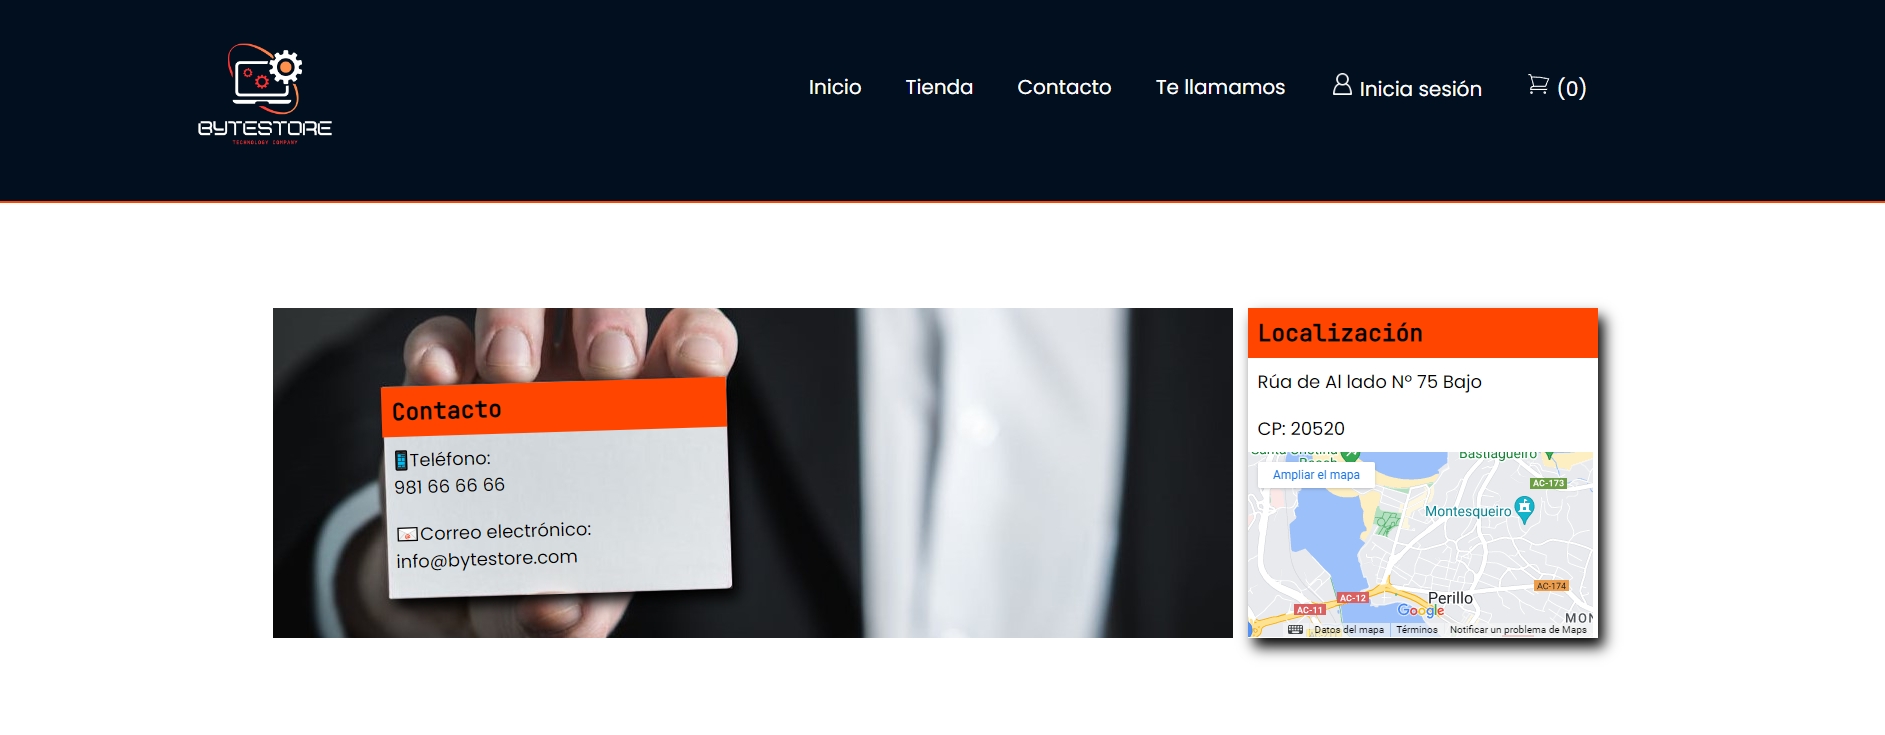 BYTESTORE
TECHNOLOGY COMPANY
Inicio
Tienda
Contacto
Te llamamos
Inicia sesión
(0)
Contacto
Teléfono:
981 66 66 66
Correo electrónico:
info@bytestore.com
Localización
Rúa de Al lado Nº 75 Bajo
CP: 20520
Bastiagueiro
Ampliar el mapa
AC-173
Montesqueiro
AC-174
AC-12
Perillo
AC-11
Google
MON
Datos del mapa
Términos
Notificar un problema de Maps